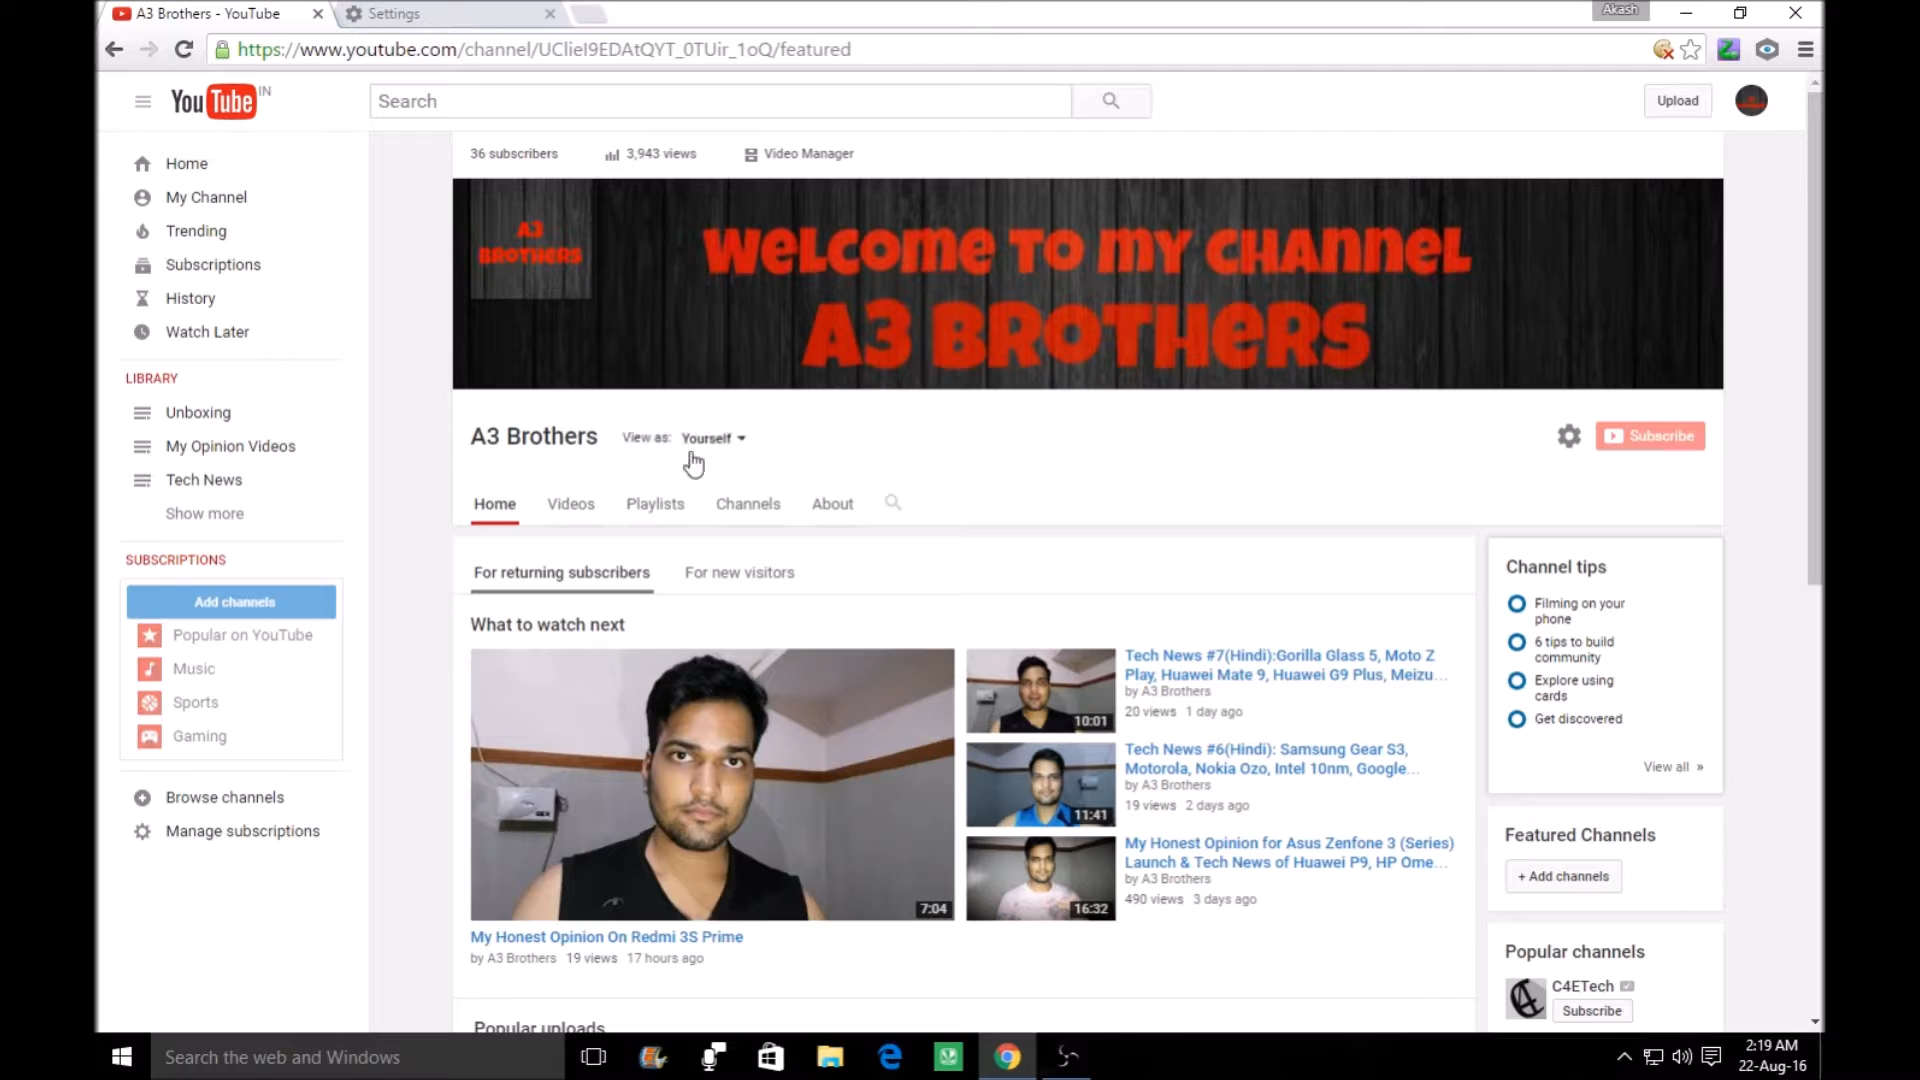 A3 Brothers - YouTube
Settings
Akash
https://www.youtube.com/channel/UClieI9EDAtQYT_0TUir_1oQ/featured
YouTube IN
Search
Upload
Home
My Channel
Trending
Subscriptions
History
Watch Later
LIBRARY
Unboxing
My Opinion Videos
Tech News
Show more
SUBSCRIPTIONS
Add channels
Popular on YouTube
Music
Sports
Gaming
Browse channels
Manage subscriptions
36 subscribers
3,943 views
Video Manager
A3
BROTHERS
WELCOME TO MY CHANNEL
A3 BROTHERS
A3 Brothers
View as: Yourself
Subscribe
Home
Videos
Playlists
Channels
About
For returning subscribers
For new visitors
What to watch next
7:04
My Honest Opinion On Redmi 3S Prime
by A3 Brothers 19 views 17 hours ago
10:01
Tech News #7(Hindi):Gorilla Glass 5, Moto Z
Play, Huawei Mate 9, Huawei G9 Plus, Meizu...
by A3 Brothers
20 views 1 day ago
11:41
Tech News #6(Hindi): Samsung Gear S3,
Motorola, Nokia Ozo, Intel 10nm, Google...
by A3 Brothers
19 views 2 days ago
16:32
My Honest Opinion for Asus Zenfone 3 (Series)
Launch & Tech News of Huawei P9, HP Ome...
by A3 Brothers
490 views 3 days ago
Popular uploads
Channel tips
Filming on your
phone
6 tips to build
community
Explore using
cards
Get discovered
View all »
Featured Channels
+ Add channels
Popular channels
C4ETech
Subscribe
Search the web and Windows
2:19 AM
22-Aug-16